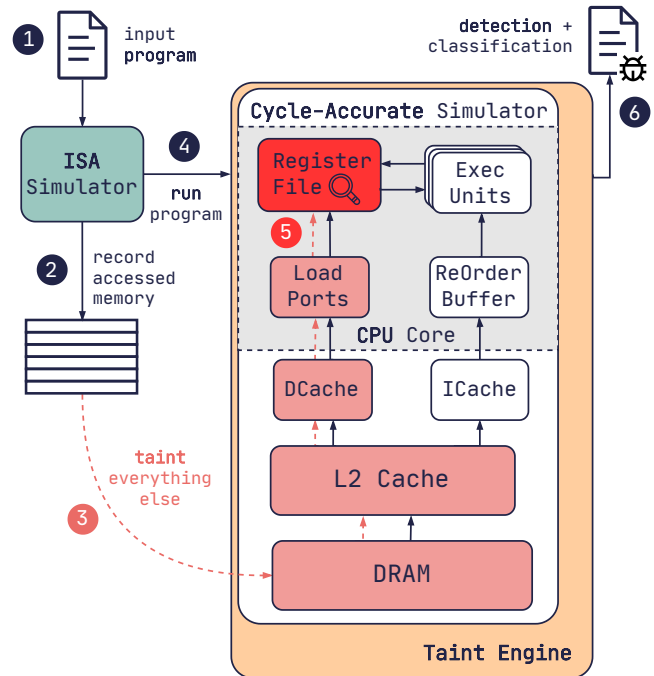 1
input
program
detection +
classification
6
Cycle-Accurate Simulator
ISA
Simulator
4
run
program
Register
File
Exec
Units
5
2
record
accessed
memory
Load
Ports
ReOrder
Buffer
CPU Core
DCache
ICache
taint
everything
else
3
L2 Cache
DRAM
Taint Engine